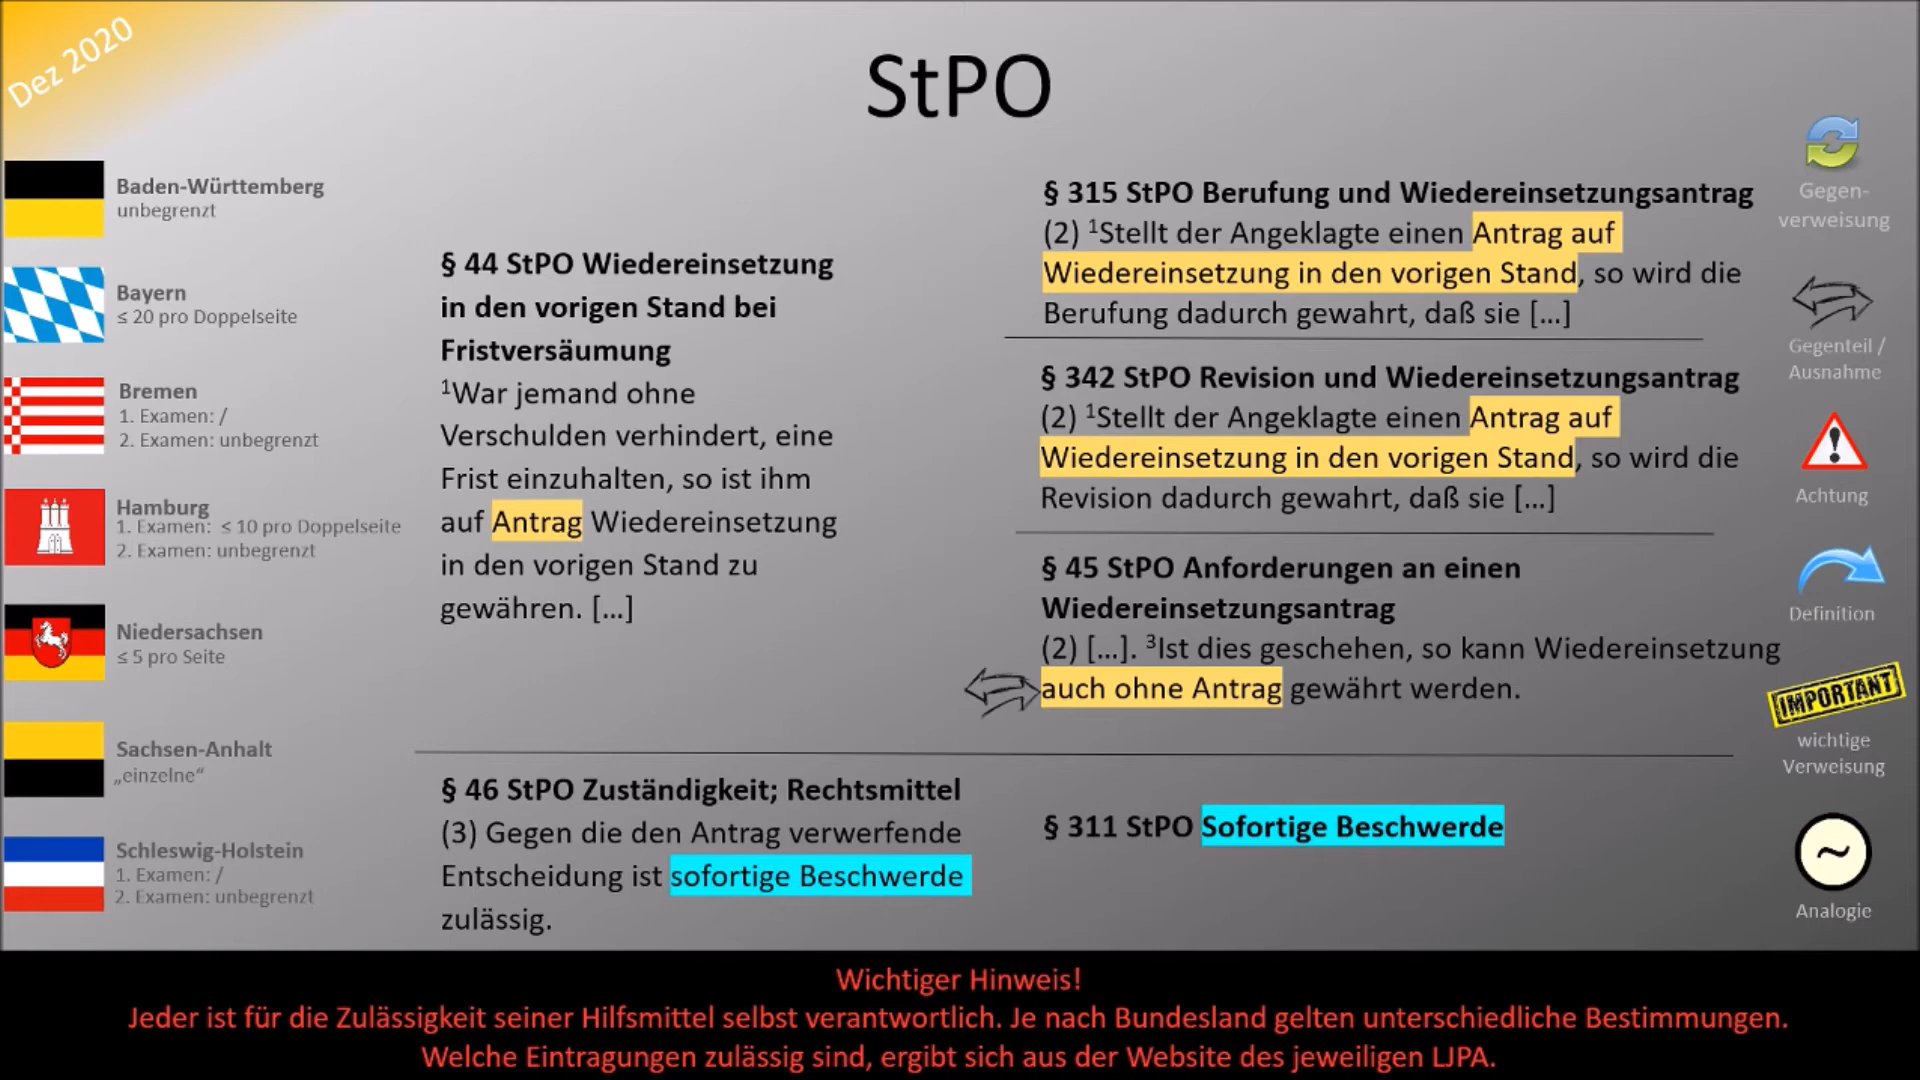 Dez 2020
StPO
Baden-Württemberg
unbegrenzt
Bayern
≤ 20 pro Doppelseite
Bremen
1. Examen: /
2. Examen: unbegrenzt
Hamburg
1. Examen: ≤ 10 pro Doppelseite
2. Examen: unbegrenzt
Niedersachsen
≤ 5 pro Seite
Sachsen-Anhalt
„einzelne“
Schleswig-Holstein
1. Examen: /
2. Examen: unbegrenzt
§ 44 StPO Wiedereinsetzung
in den vorigen Stand bei
Fristversäumung
¹War jemand ohne
Verschulden verhindert, eine
Frist einzuhalten, so ist ihm
auf Antrag Wiedereinsetzung
in den vorigen Stand zu
gewähren. [...]
§ 315 StPO Berufung und Wiedereinsetzungsantrag
(2) ¹Stellt der Angeklagte einen Antrag auf
Wiedereinsetzung in den vorigen Stand, so wird die
Berufung dadurch gewahrt, daß sie [...]
§ 342 StPO Revision und Wiedereinsetzungsantrag
(2) ¹Stellt der Angeklagte einen Antrag auf
Wiedereinsetzung in den vorigen Stand, so wird die
Revision dadurch gewahrt, daß sie [...]
§ 45 StPO Anforderungen an einen
Wiedereinsetzungsantrag
(2) [...]. ³Ist dies geschehen, so kann Wiedereinsetzung
auch ohne Antrag gewährt werden.
§ 46 StPO Zuständigkeit; Rechtsmittel
(3) Gegen die den Antrag verwerfende
Entscheidung ist sofortige Beschwerde
zulässig.
§ 311 StPO Sofortige Beschwerde
Gegen-
verweisung
Gegenteil /
Ausnahme
Achtung
Definition
IMPORTANT
wichtige
Verweisung
~
Analogie
Wichtiger Hinweis!
Jeder ist für die Zulässigkeit seiner Hilfsmittel selbst verantwortlich. Je nach Bundesland gelten unterschiedliche Bestimmungen.
Welche Eintragungen zulässig sind, ergibt sich aus der Website des jeweiligen LJPA.